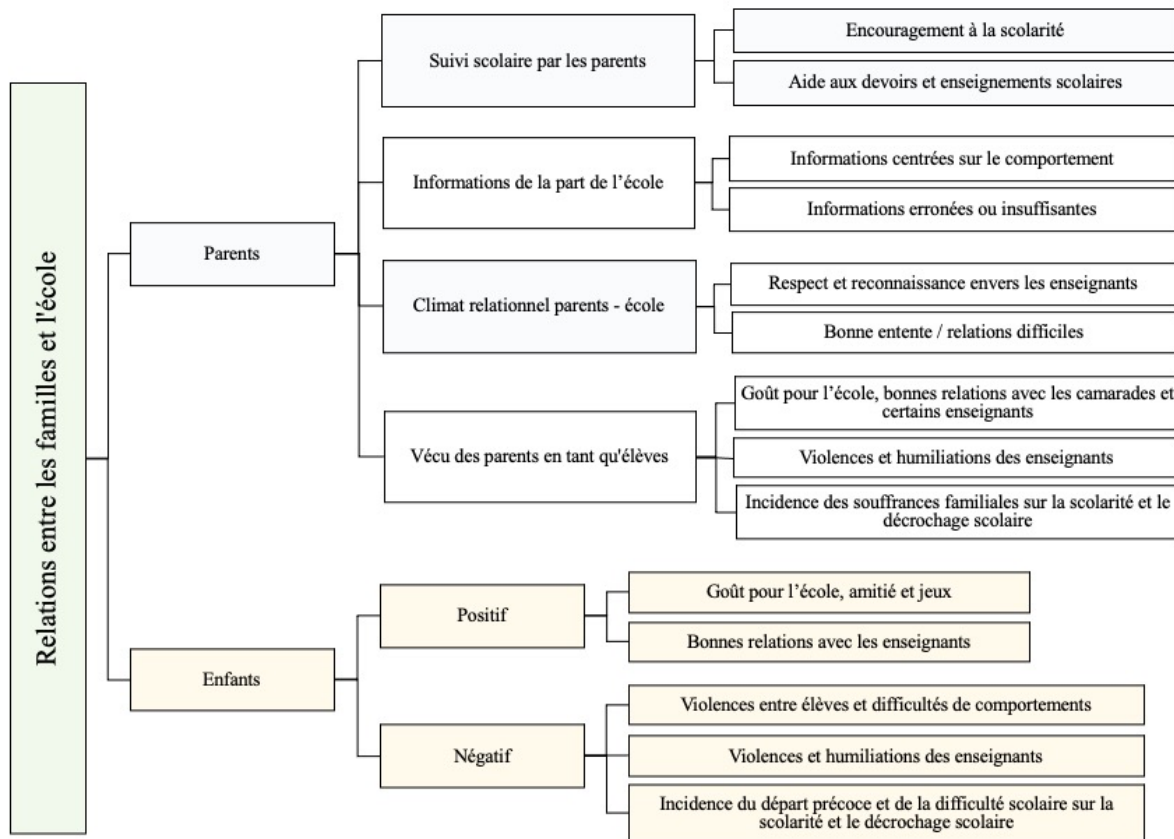 Relations entre les familles et l'école
Parents
Suivi scolaire par les parents
Encouragement à la scolarité
Aide aux devoirs et enseignements scolaires
Informations de la part de l’école
Informations centrées sur le comportement
Informations erronées ou insuffisantes
Climat relationnel parents - école
Respect et reconnaissance envers les enseignants
Bonne entente / relations difficiles
Vécu des parents en tant qu'élèves
Goût pour l’école, bonnes relations avec les camarades et
certains enseignants
Violences et humiliations des enseignants
Incidence des souffrances familiales sur la scolarité et le
décrochage scolaire
Enfants
Positif
Goût pour l’école, amitié et jeux
Bonnes relations avec les enseignants
Négatif
Violences entre élèves et difficultés de comportements
Violences et humiliations des enseignants
Incidence du départ précoce et de la difficulté scolaire sur la
scolarité et le décrochage scolaire